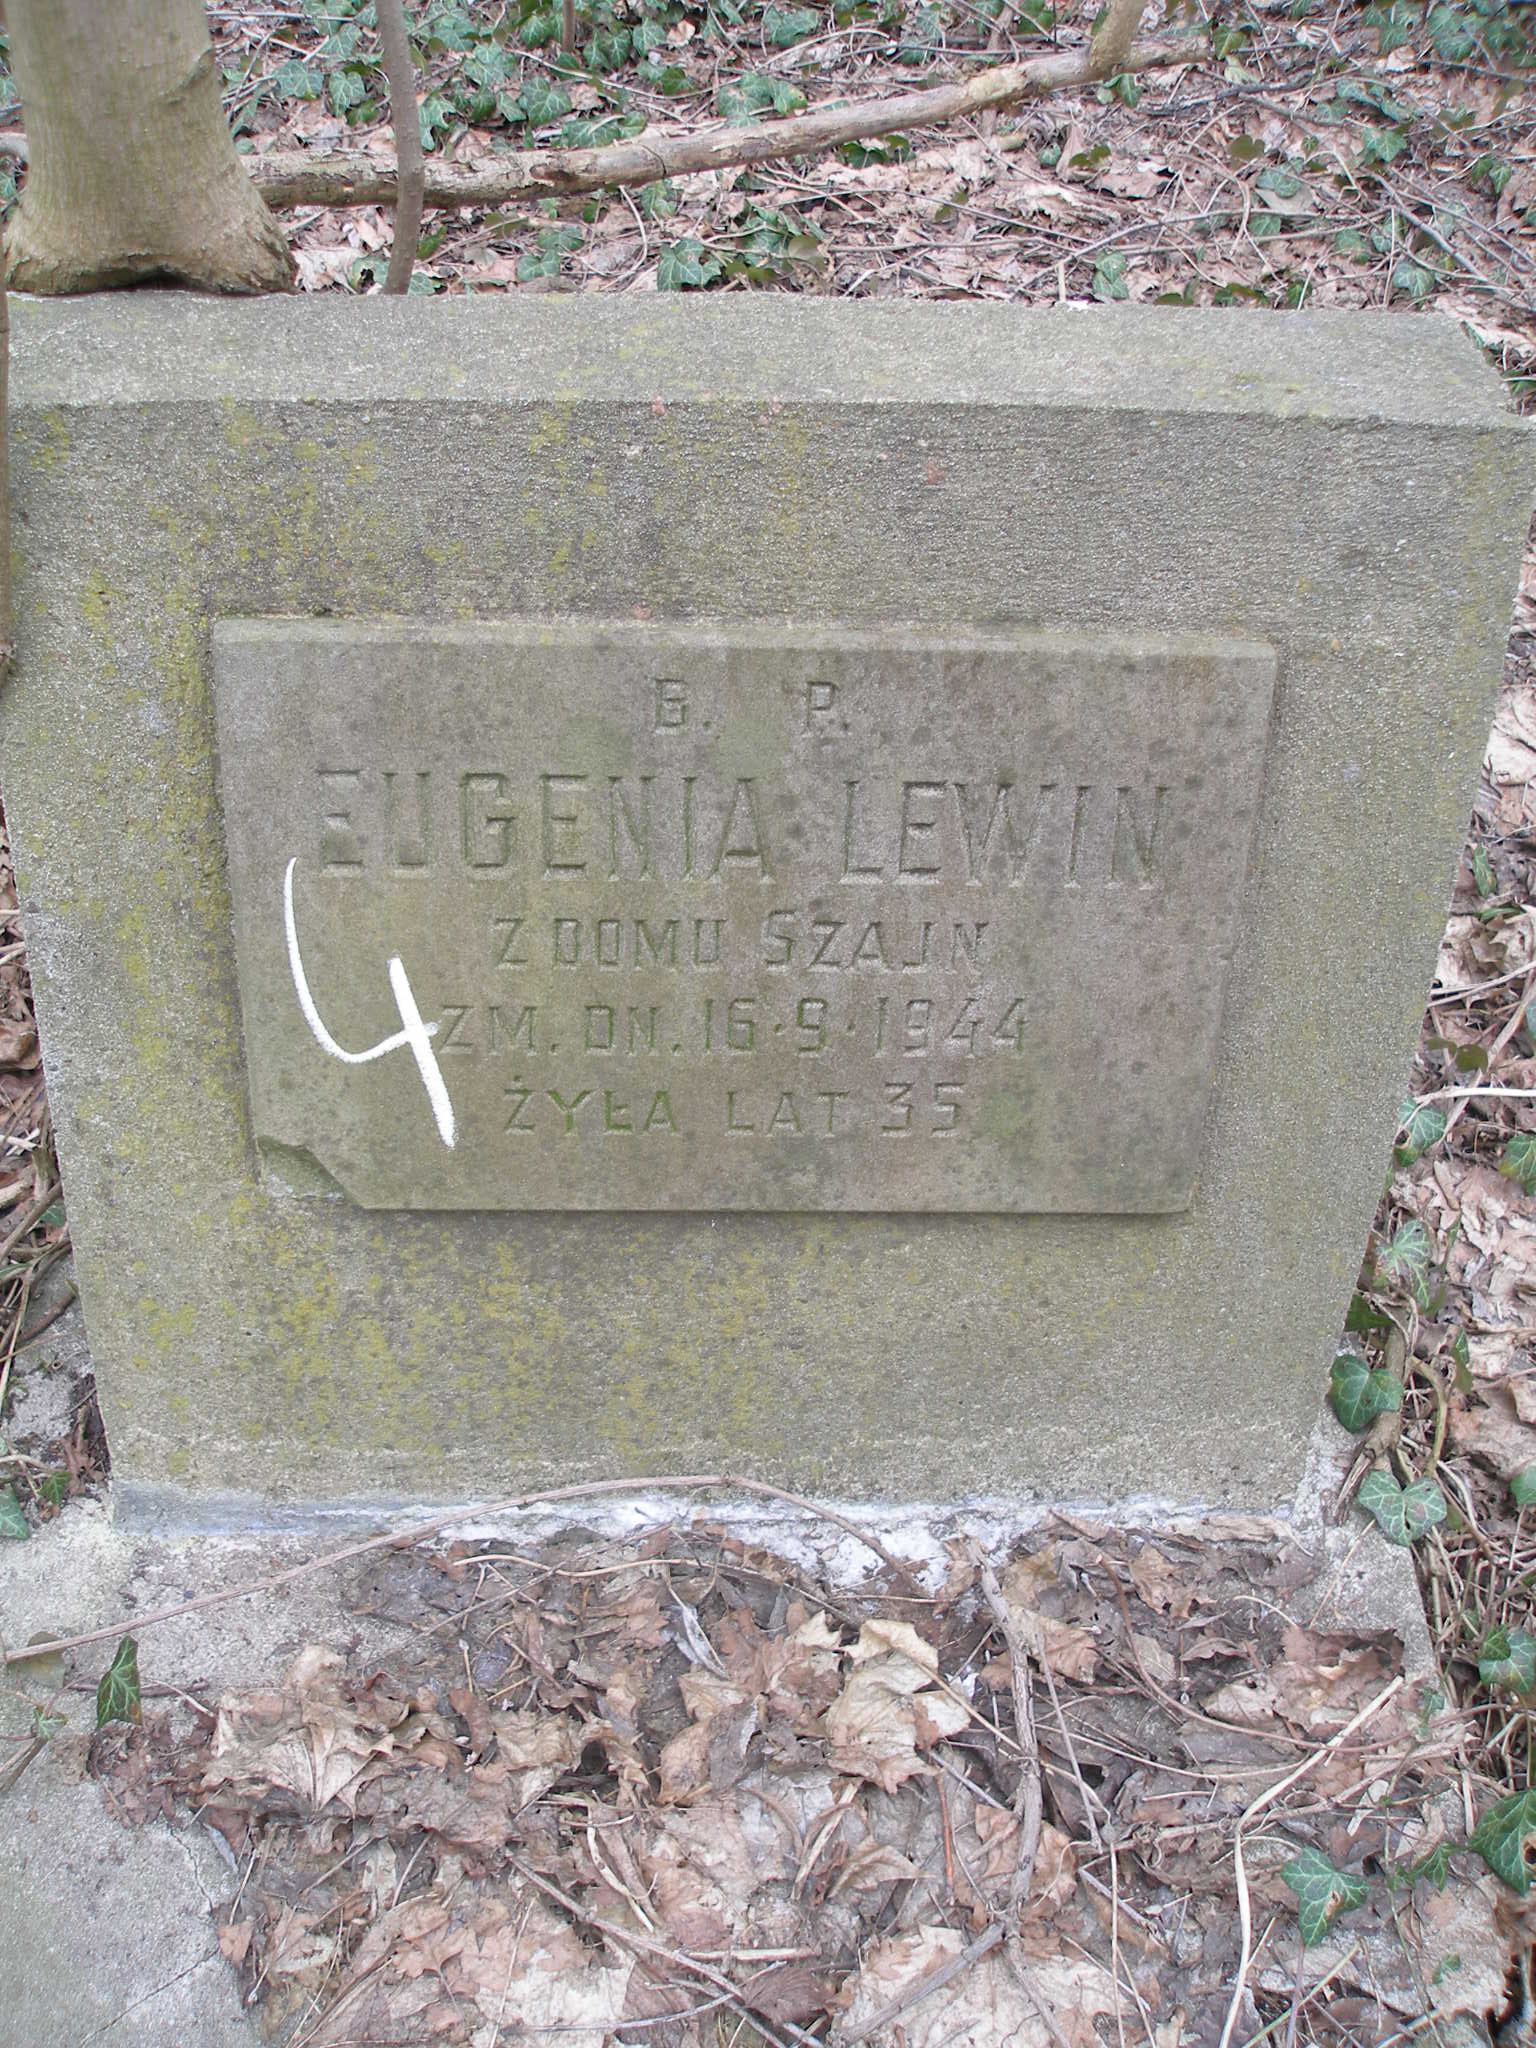 B. P.
EUGENIA LEWIN
Z DOMU SZAJN
ZM. DN. 16·9·1944
ŻYŁA LAT 35
4